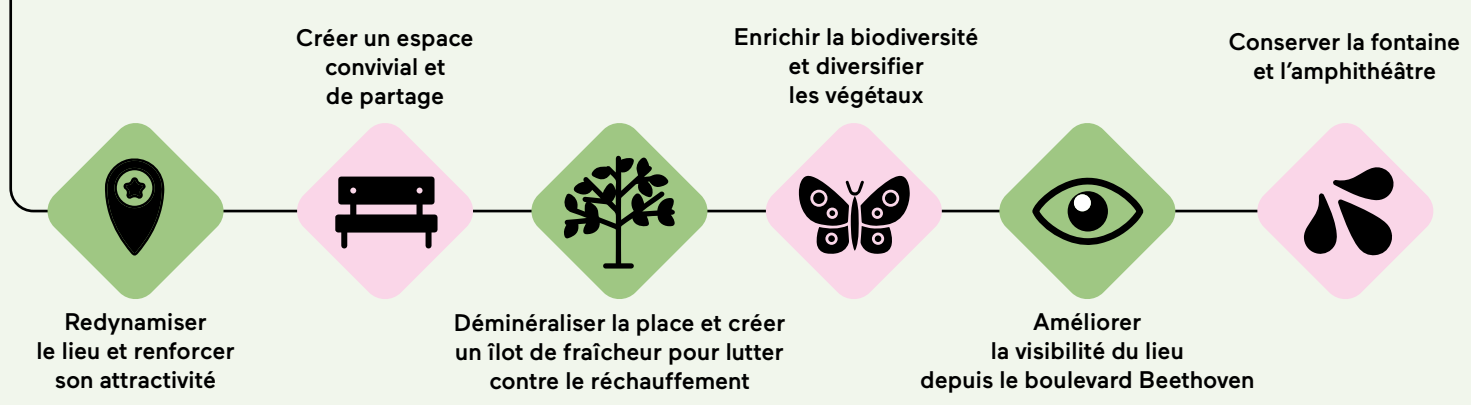 Redynamiser
le lieu et renforcer
son attractivité
Créer un espace
convivial et
de partage
Déminéraliser la place et créer
un îlot de fraîcheur pour lutter
contre le réchauffement
Enrichir la biodiversité
et diversifier
les végétaux
Améliorer
la visibilité du lieu
depuis le boulevard Beethoven
Conserver la fontaine
et l’amphithéâtre